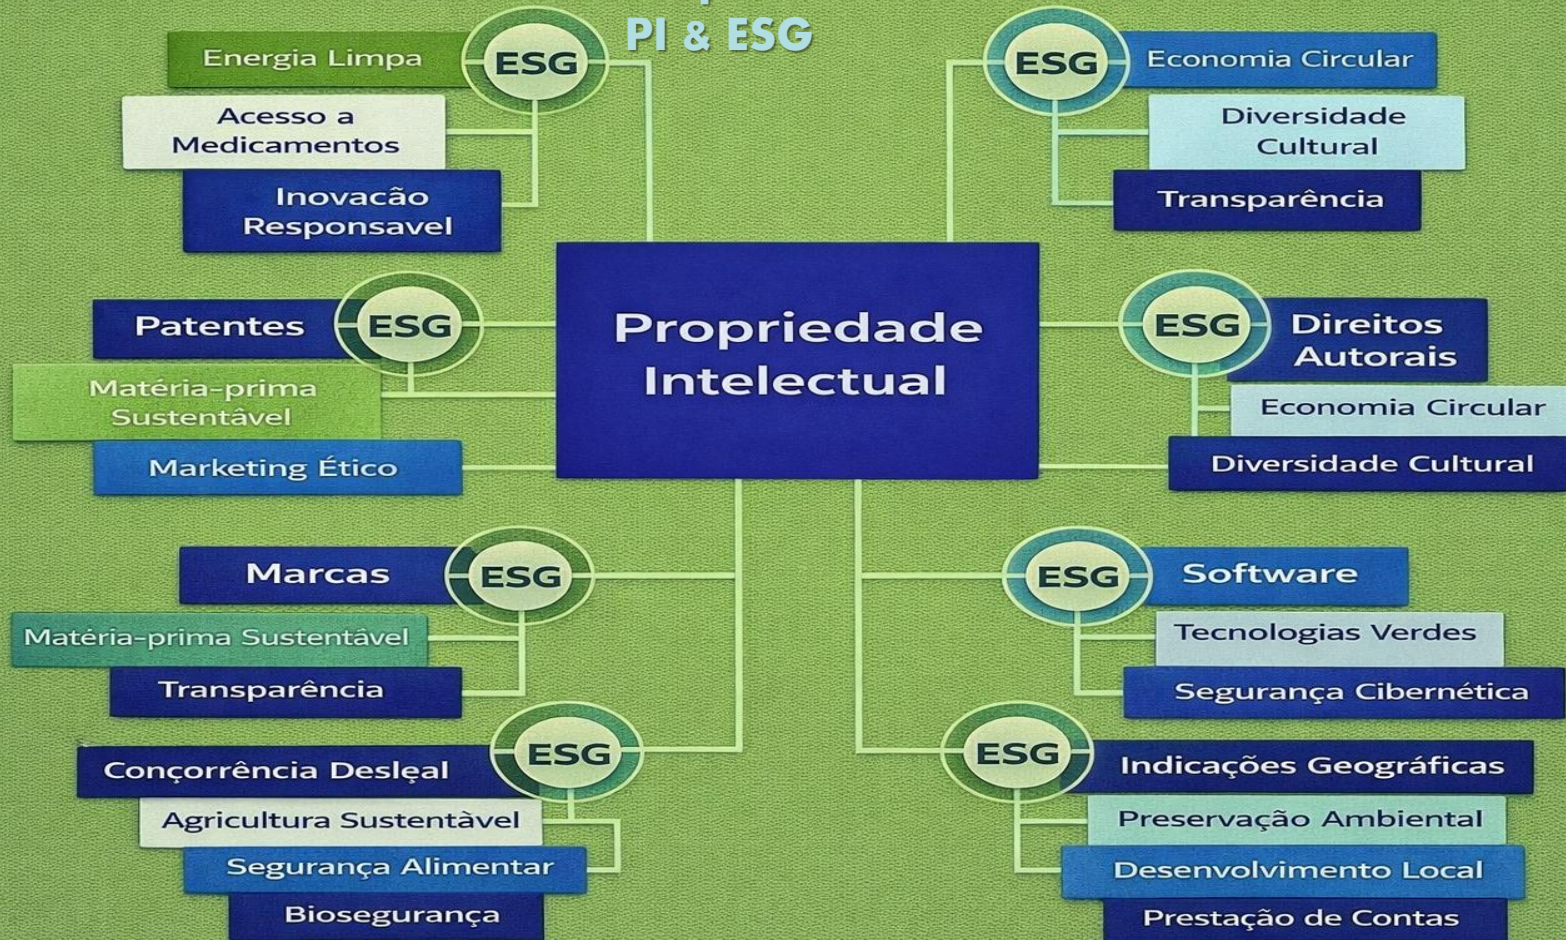 PI & ESG
Energia Limpa
ESG
Acesso a
Medicamentos
Inovacão
Responsavel
ESG
Economia Circular
Diversidade
Cultural
Transparência
Patentes
ESG
Matéria-prima
Sustentâvel
Marketing Ético
Propriedade
Intelectual
ESG
Direitos
Autorais
Economia Circular
Diversidade Cultural
Marcas
ESG
Matéria-prima Sustentâvel
Transparência
ESG
Software
Tecnologias Verdes
Segurança Cibernética
Conçorrência Desleal
ESG
Agricultura Sustentàvel
Segurança Alimentar
Biosegurança
ESG
Indicações Geográficas
Preservação Ambiental
Desenvolvimento Local
Prestação de Contas